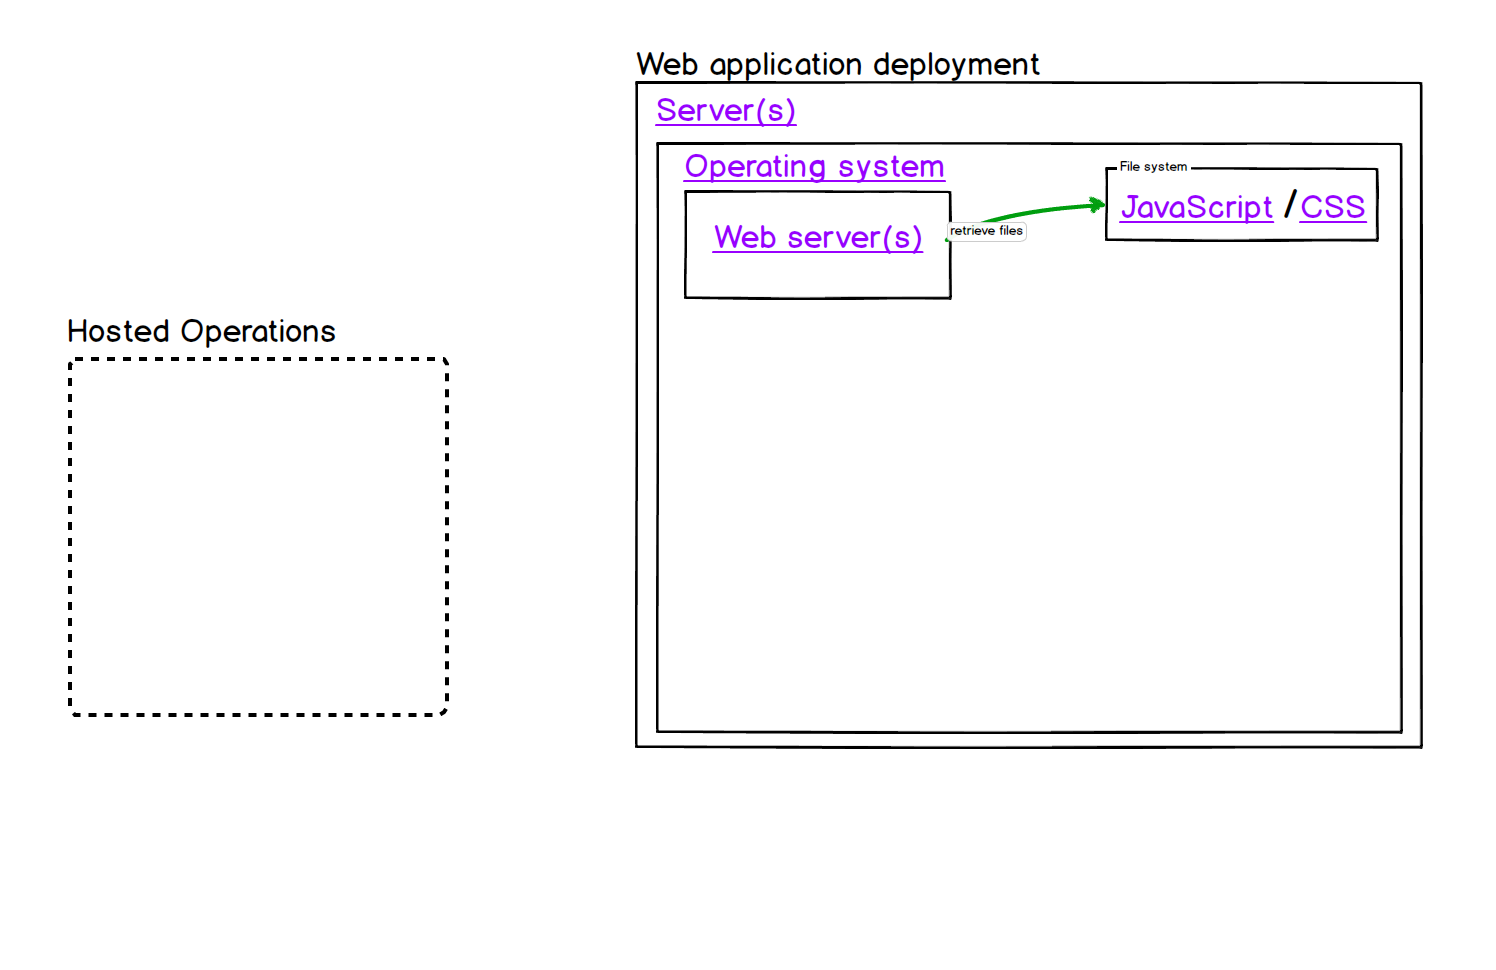 Web application deployment
Server(s)
Operating system
File system
JavaScript / CSS
Web server(s)
retrieve files
Hosted Operations